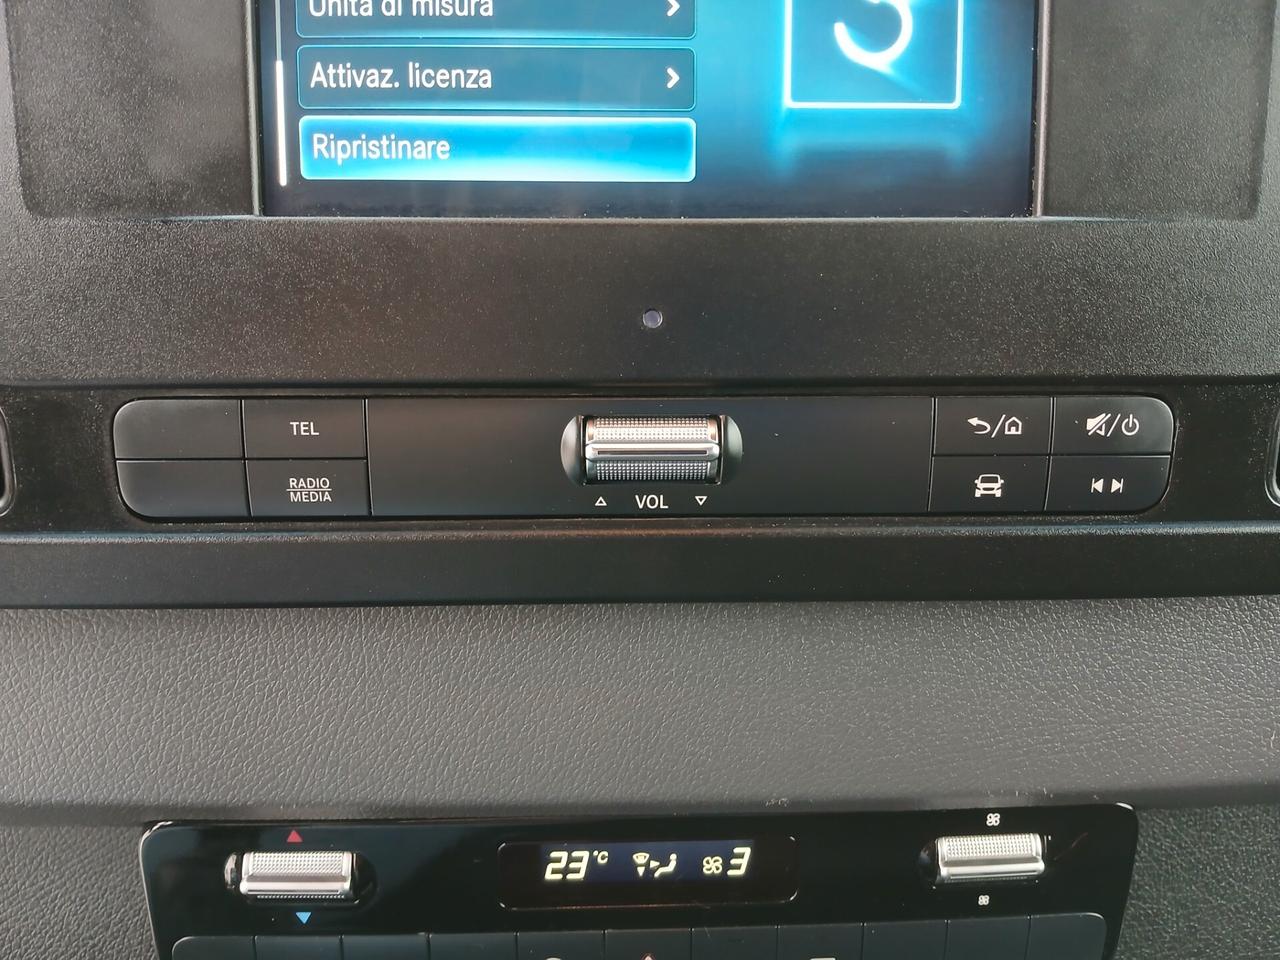 Unità di misura
Attivaz. licenza
Ripristinare
TEL
RADIO
MEDIA
VOL
23°C 3